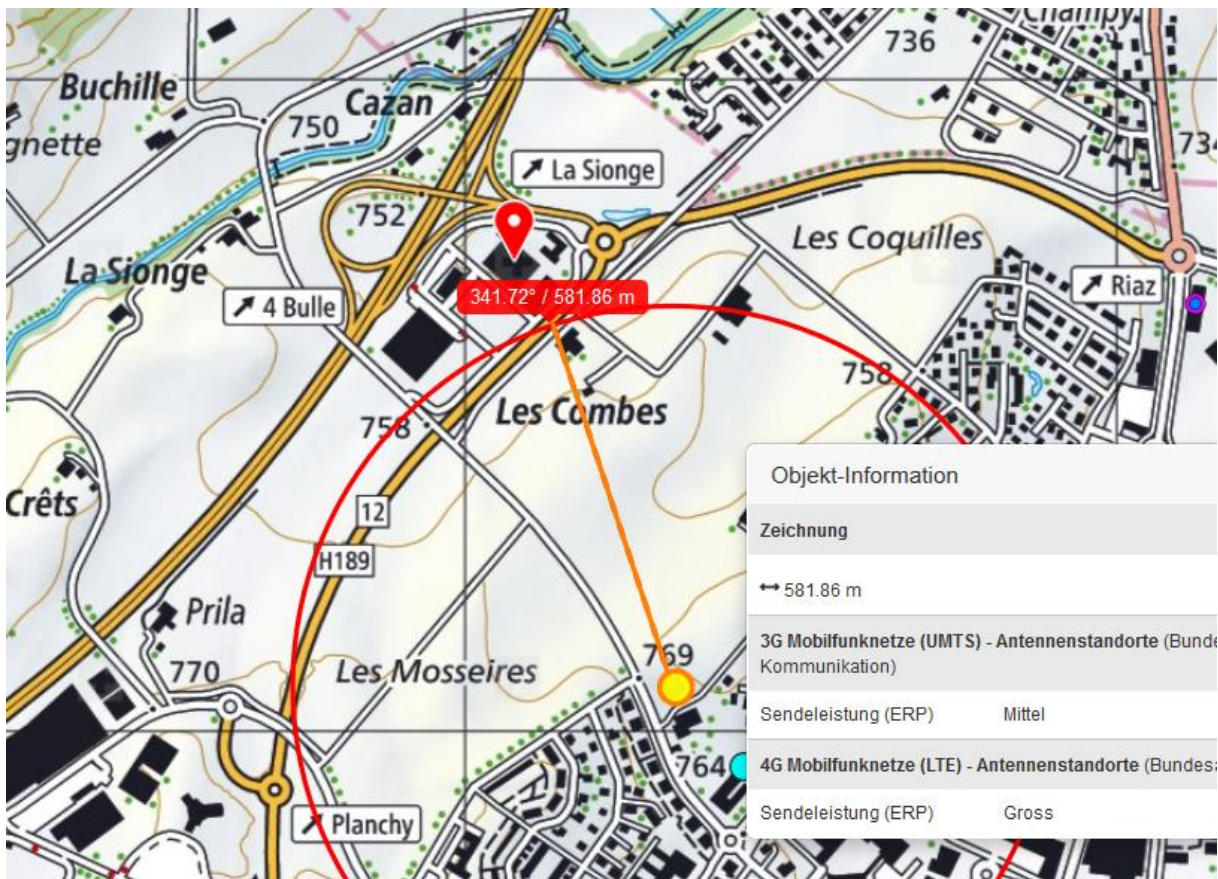 Champy
736
Buchille
Cazan
750
gnette
734
La Sionge
752
Les Coquilles
La Sionge
Riaz
4 Bulle
341.72° / 581.86 m
758
Les Combes
758
Crêts
12
H189
Prila
769
770
Les Mosseires
764
Planchy
Objekt-Information
Zeichnung
↔ 581.86 m
3G Mobilfunknetze (UMTS) - Antennenstandorte (Bunde
Kommunikation)
Sendeleistung (ERP) Mittel
4G Mobilfunknetze (LTE) - Antennenstandorte (Bundesa
Sendeleistung (ERP) Gross